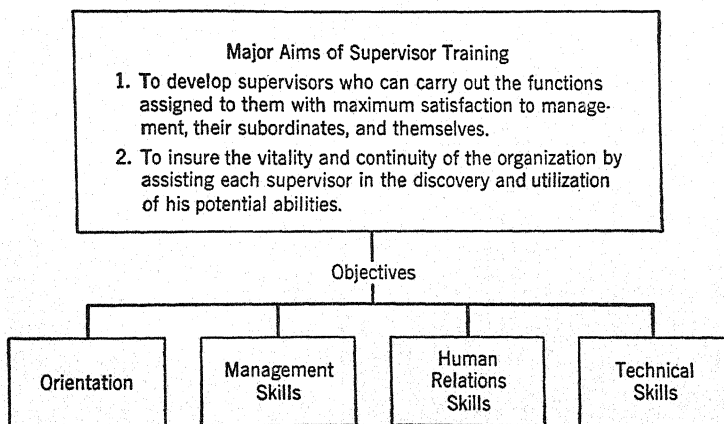 Major Aims of Supervisor Training
1. To develop supervisors who can carry out the functions
assigned to them with maximum satisfaction to manage-
ment, their subordinates, and themselves.
2. To insure the vitality and continuity of the organization by
assisting each supervisor in the discovery and utilization
of his potential abilities.
Objectives
Orientation
Management
Skills
Human
Relations
Skills
Technical
Skills